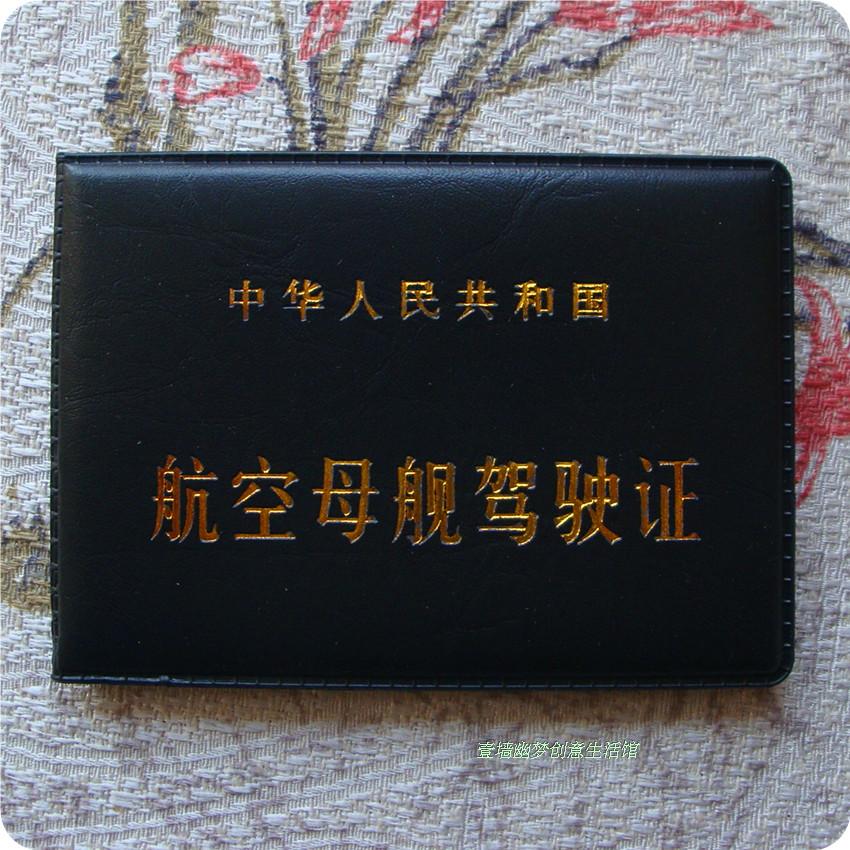 中华人民共和国
航空母舰驾驶证
壹墙幽梦创意生活馆